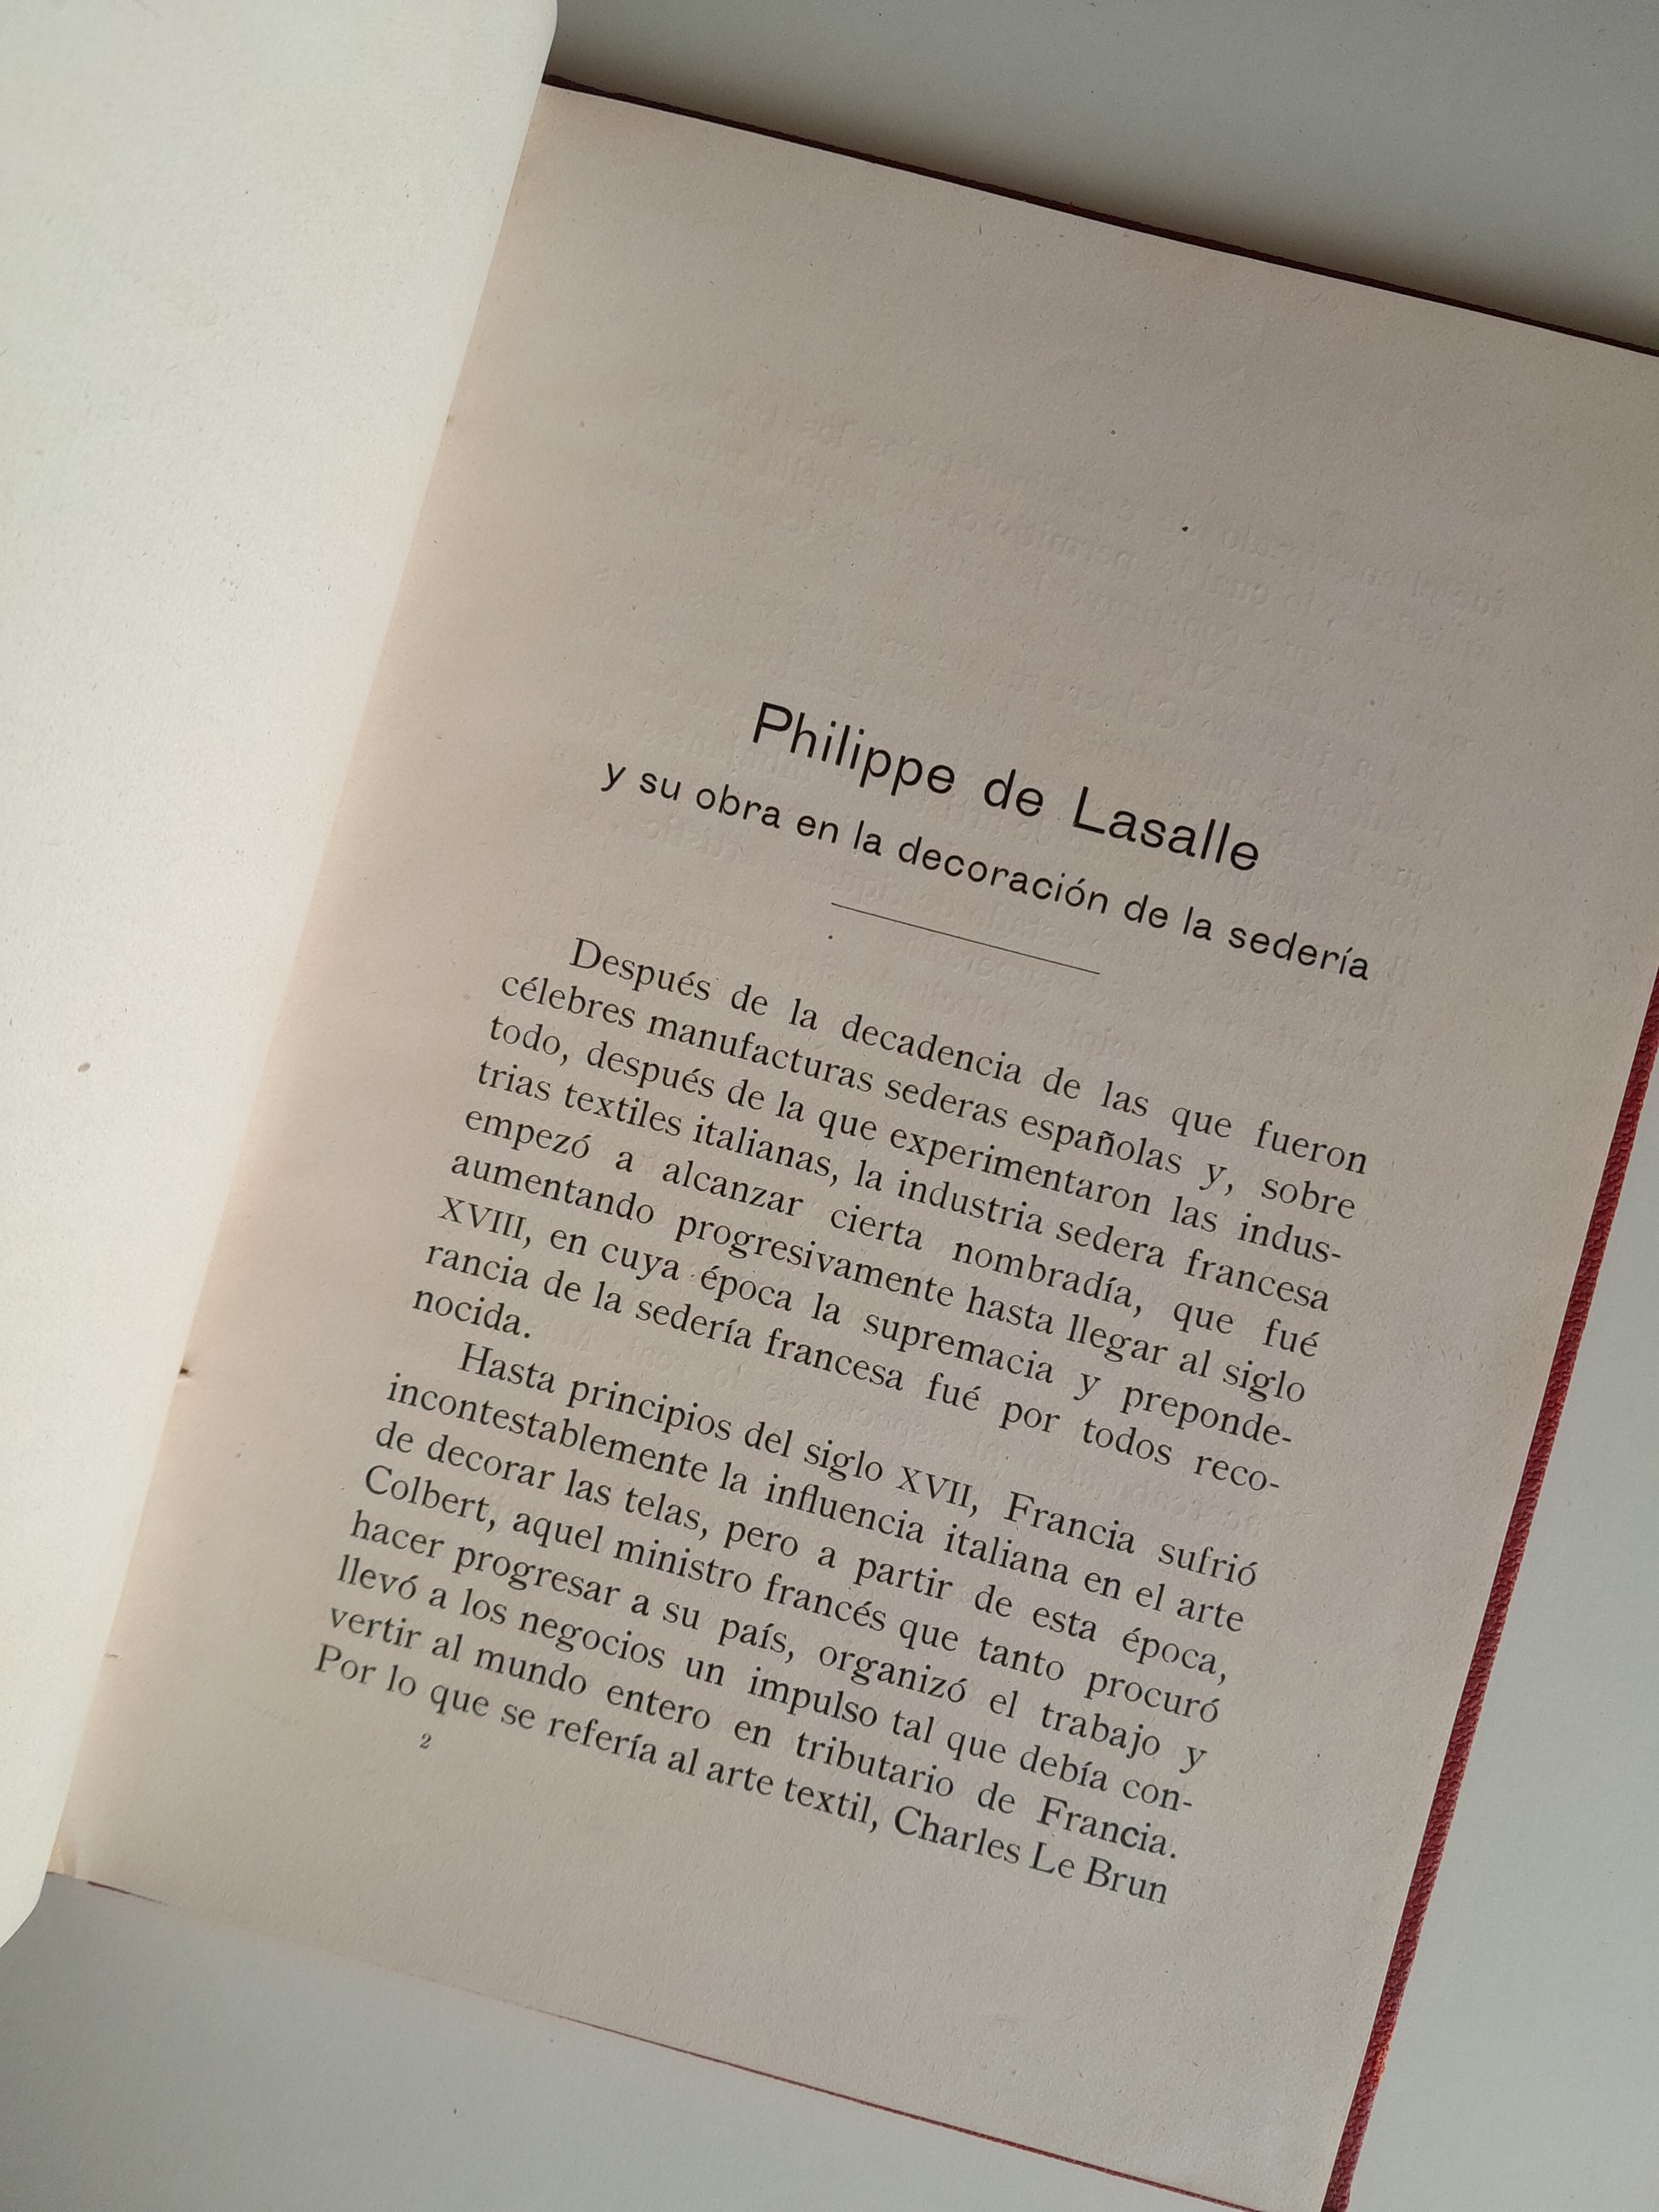 Philippe de Lasalle
y su obra en la decoración de la sedería
Después de la decadencia de las que fueron
célebres manufacturas sederas españolas y, sobre
todo, después de la que experimentaron las indus-
trias textiles italianas, la industria sedera francesa
empezó a alcanzar cierta nombradía, que fué
aumentando progresivamente hasta llegar al siglo
XVIII, en cuya época la supremacia y preponde-
rancia de la sedería francesa fué por todos reco-
nocida.
Hasta principios del siglo XVII, Francia sufrió
incontestablemente la influencia italiana en el arte
de decorar las telas, pero a partir de esta época,
Colbert, aquel ministro francés que tanto procuró
hacer progresar a su país, organizó el trabajo y
llevó a los negocios un impulso tal que debía con-
vertir al mundo entero en tributario de Francia.
Por lo que se refería al arte textil, Charles Le Brun
2